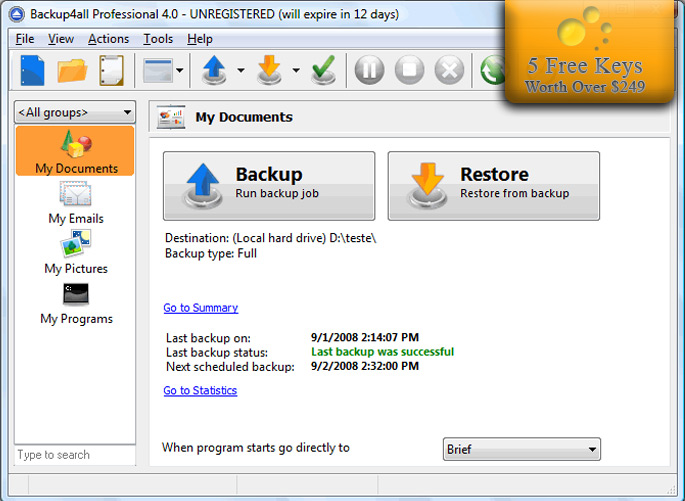 Backup4all Professional 4.0 - UNREGISTERED (will expire in 12 days)
File View Actions Tools Help
5 Free Keys
Worth Over $249
<All groups>
My Documents
My Emails
My Pictures
My Programs
Type to search
My Documents
Backup
Run backup job
Restore
Restore from backup
Destination: (Local hard drive) D:\teste\
Backup type: Full
Go to Summary
Last backup on: 9/1/2008 2:14:07 PM
Last backup status: Last backup was successful
Next scheduled backup: 9/2/2008 2:32:00 PM
Go to Statistics
When program starts go directly to Brief